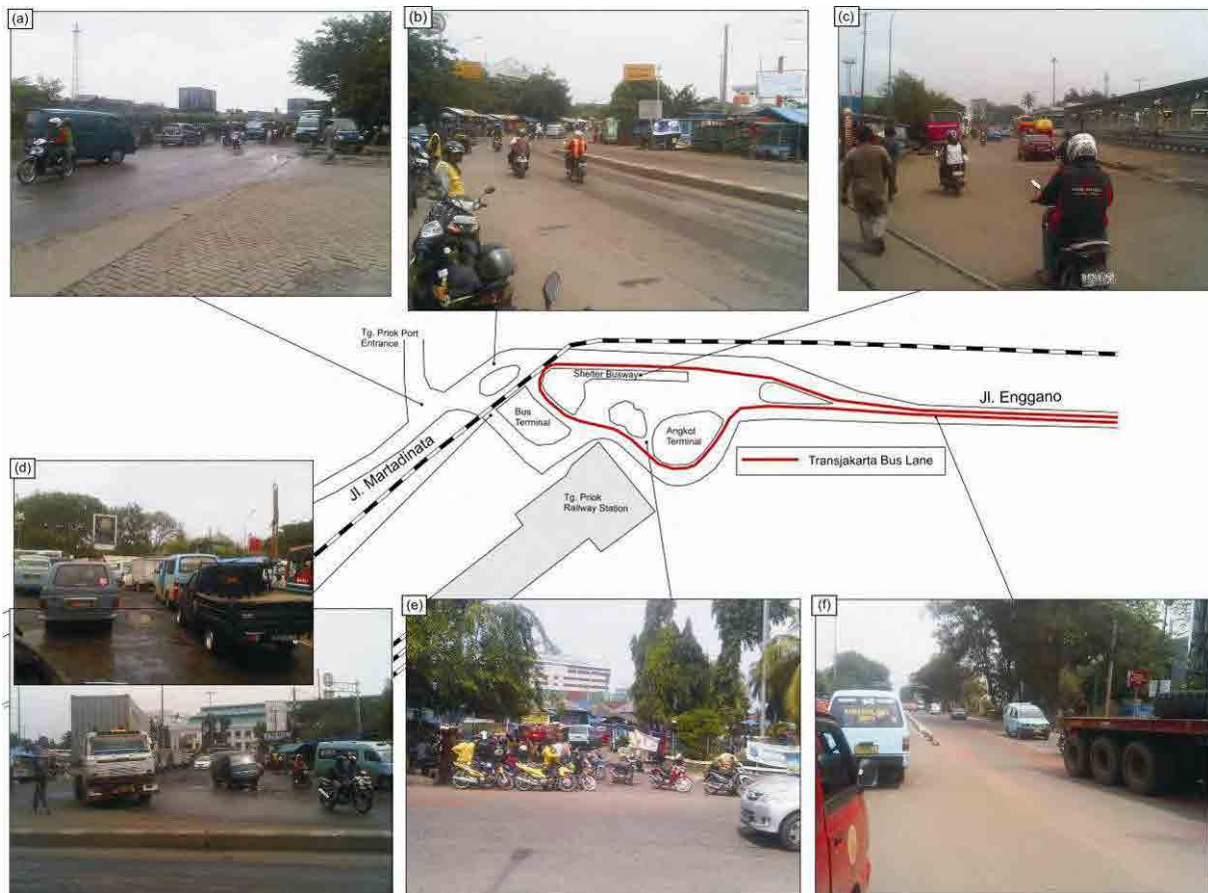 (a)
(b)
(c)
Tg. Priok Port
Entrance
Shelter Busway
Jl. Enggano
Bus
Terminal
Angkot
Terminal
Jl. Martadinata
Transjakarta Bus Lane
Tg. Priok
Railway Station
(d)
(e)
(f)